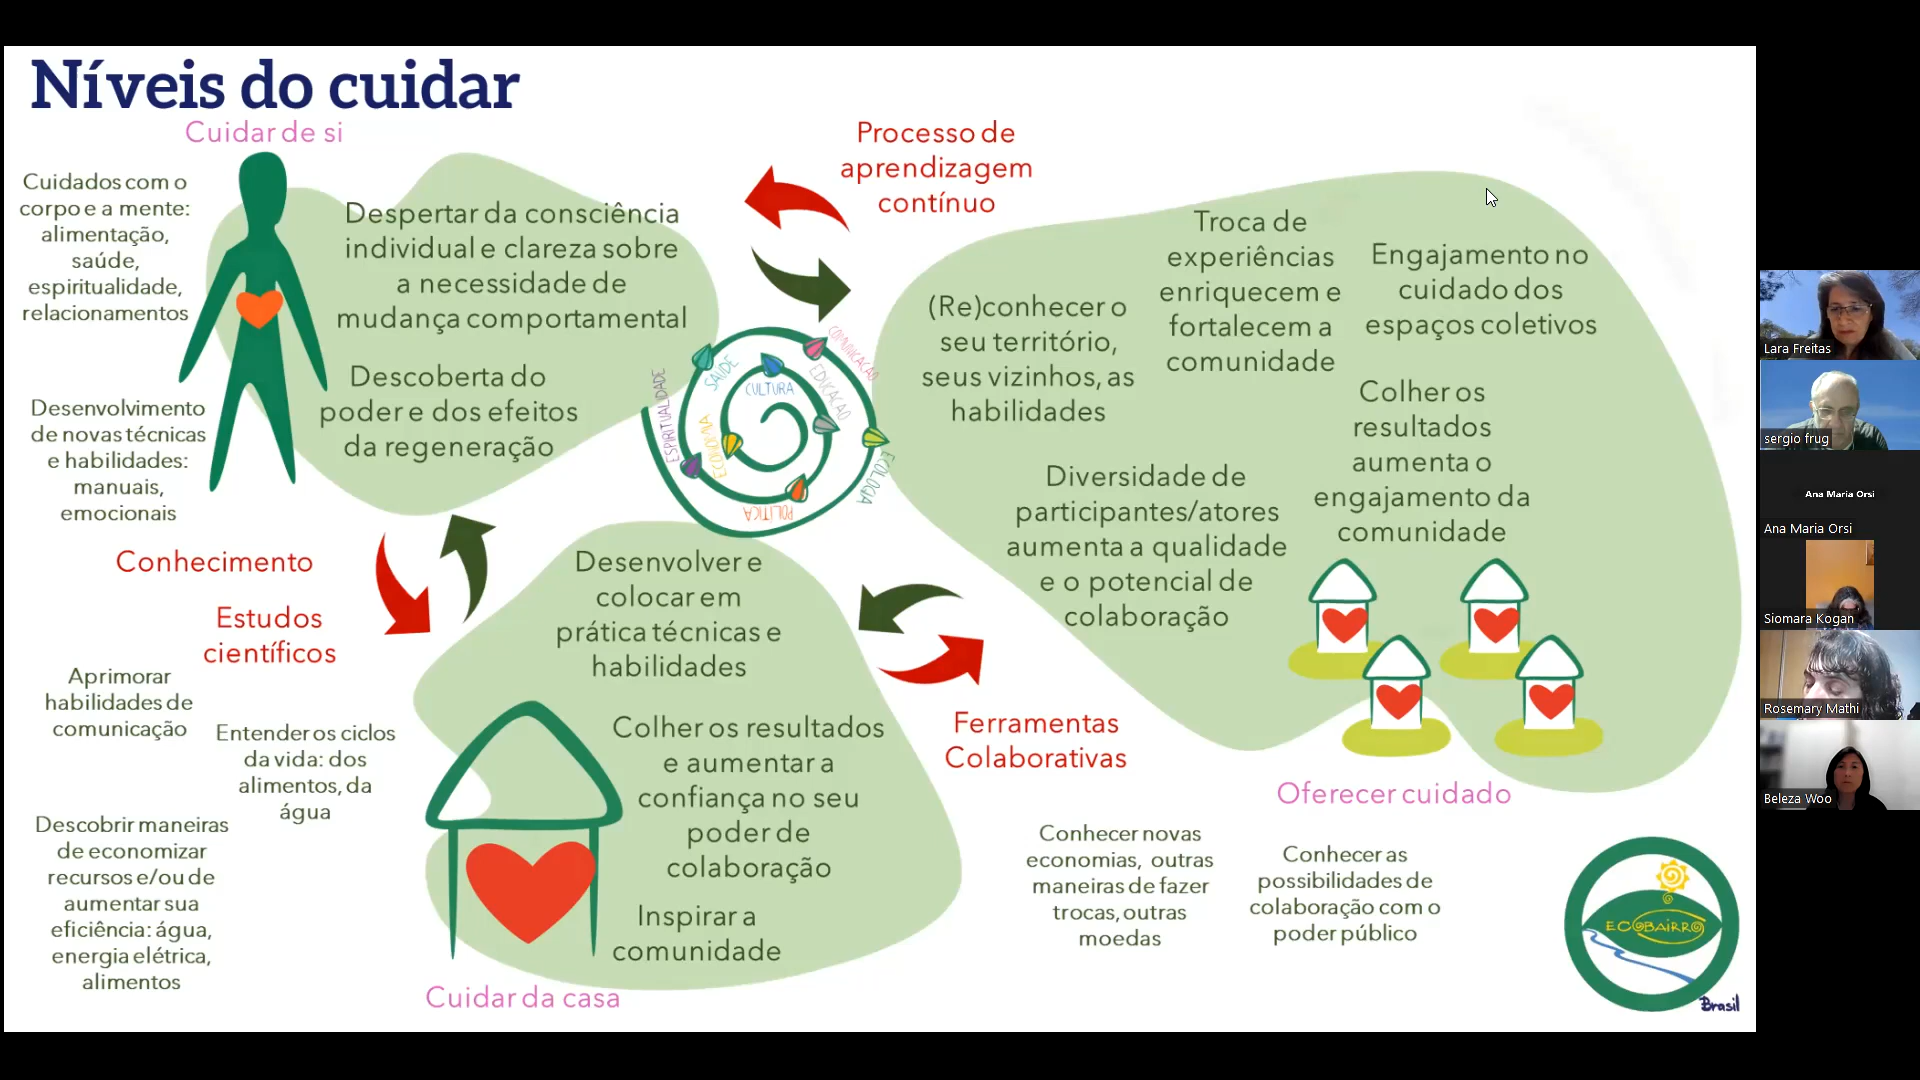 Níveis do cuidar
Cuidar de si
Cuidados com o
corpo e a mente:
alimentação,
saúde,
espiritualidade,
relacionamentos
Desenvolvimento
de novas técnicas
e habilidades:
manuais,
emocionais
Despertar da consciência
individual e clareza sobre
a necessidade de
mudança comportamental
Descoberta do
poder e dos efeitos
da regeneração
Processo de
aprendizagem
contínuo
ESPIRITUALIDADE
SAÚDE
CULTURA
COMUNICAÇÃO
EDUCAÇÃO
ECONOMIA
ECOLOGIA
POLÍTICA
(Re)conhecer o
seu território,
seus vizinhos, as
habilidades
Troca de
experiências
enriquecem e
fortalecem a
comunidade
Engajamento no
cuidado dos
espaços coletivos
Colher os
resultados
aumenta o
engajamento da
comunidade
Diversidade de
participantes/atores
aumenta a qualidade
e o potencial de
colaboração
Conhecimento
Estudos
científicos
Aprimorar
habilidades de
comunicação
Entender os ciclos
da vida: dos
alimentos, da
água
Descobrir maneiras
de economizar
recursos e/ou de
aumentar sua
eficiência: água,
energia elétrica,
alimentos
Desenvolver e
colocar em
prática técnicas e
habilidades
Colher os resultados
e aumentar a
confiança no seu
poder de
colaboração
Inspirar a
comunidade
Cuidar da casa
Ferramentas
Colaborativas
Oferecer cuidado
Conhecer novas
economias, outras
maneiras de fazer
trocas, outras
moedas
Conhecer as
possibilidades de
colaboração com o
poder público
ECOBAIRRO
Brasil
Lara Freitas
sergio frug
Ana Maria Orsi
Ana Maria Orsi
Siomara Kogan
Rosemary Mathi
Beleza Woo